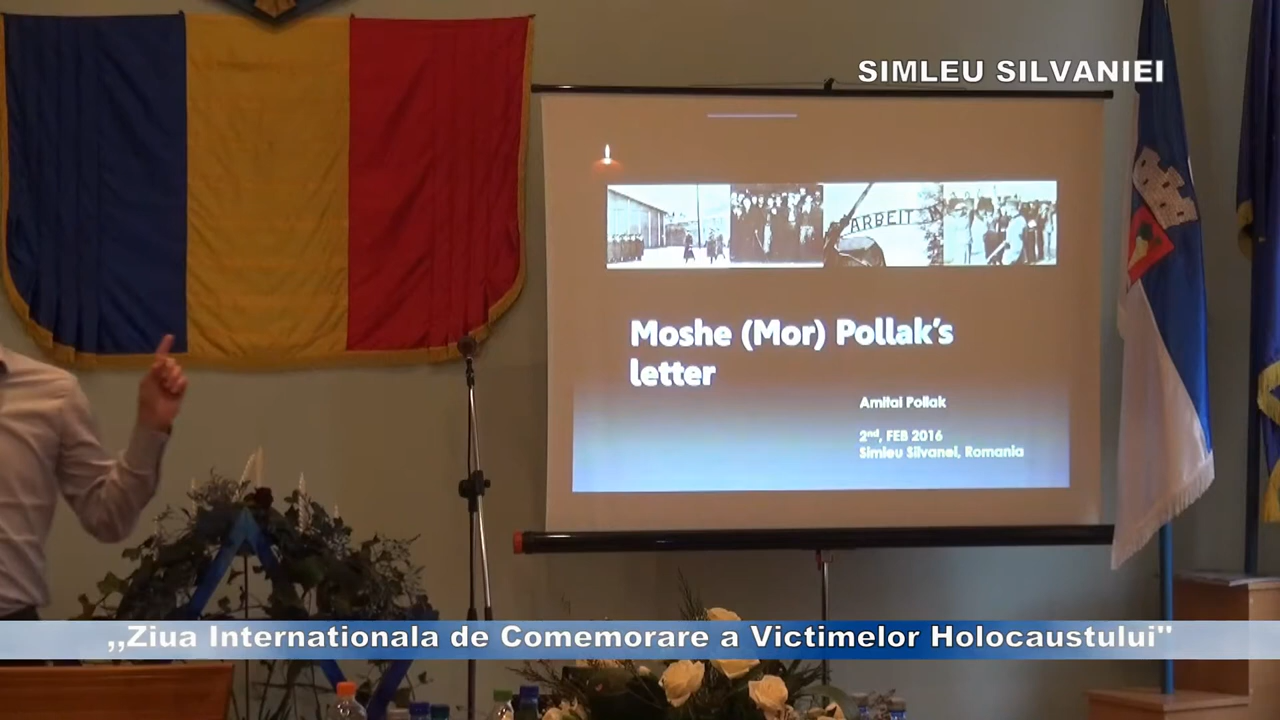 SIMLEU SILVANIEI
ARBEIT
Moshe (Mor) Pollak's
letter
Amitai Pollak
2nd, FEB 2016
Simleu Silvanei, Romania
,,Ziua Internationala de Comemorare a Victimelor Holocaustului"